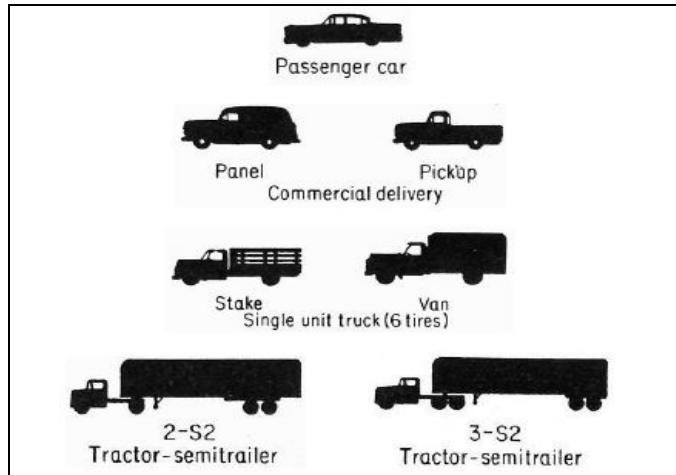 Passenger car
Panel Pickup
Commercial delivery
Stake Van
Single unit truck (6 tires)
2-S2 3-S2
Tractor-semitrailer Tractor-semitrailer